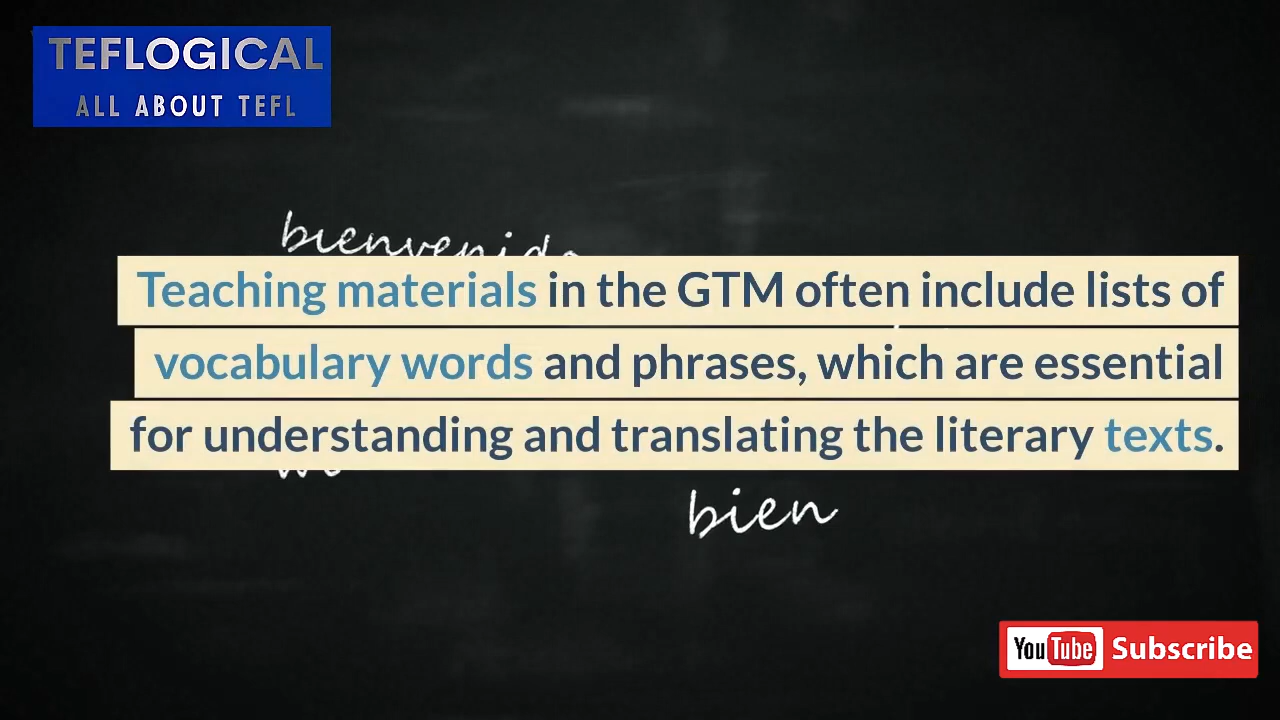 TEFLOGICAL
ALL ABOUT TEFL
Teaching materials in the GTM often include lists of
vocabulary words and phrases, which are essential
for understanding and translating the literary texts.
bien
YouTube Subscribe